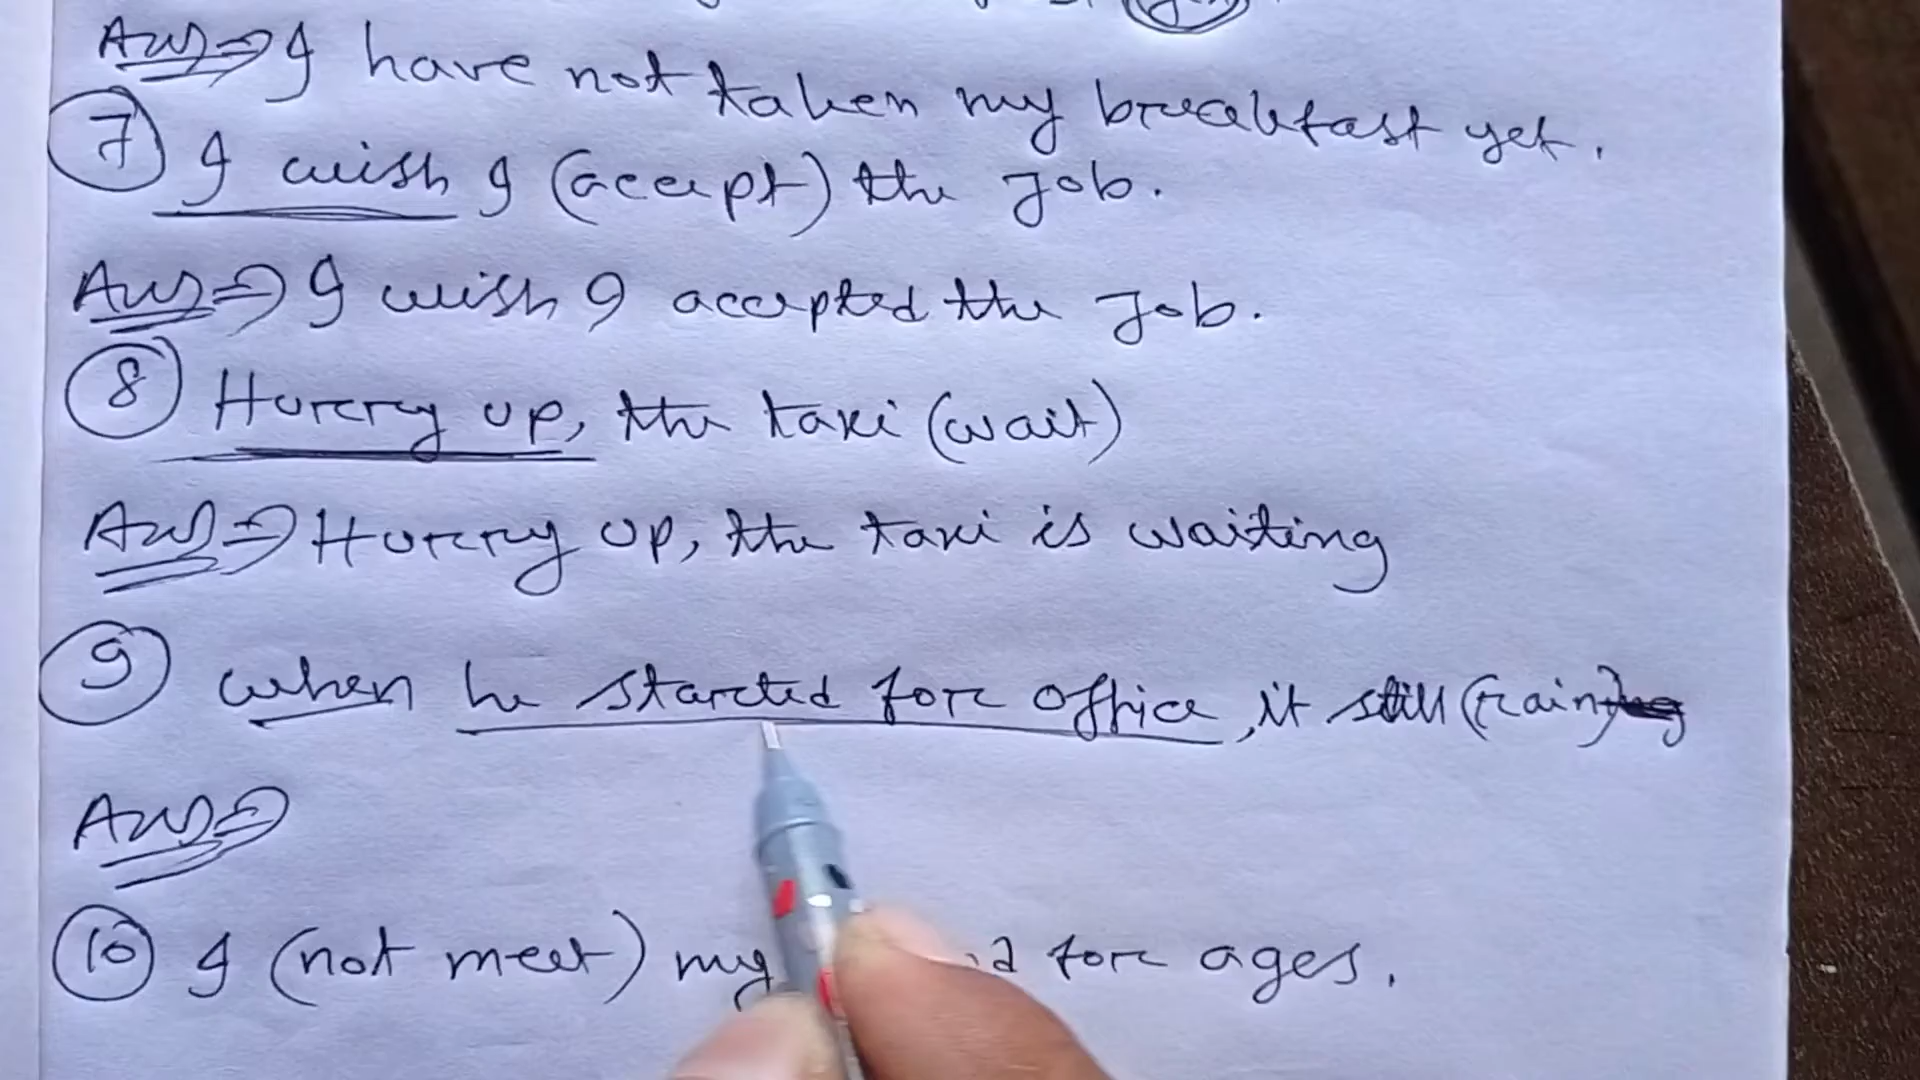 Ans⇒ I have not taken my breakfast yet.
7 I wish I (accept) the job.
Ans⇒ I wish I accepted the job.
8 Hurry up, the taxi (wait)
Ans⇒ Hurry up, the taxi is waiting
9 when he started for office, it still (rain)
Ans⇒
10 I (not meet) my for ages.